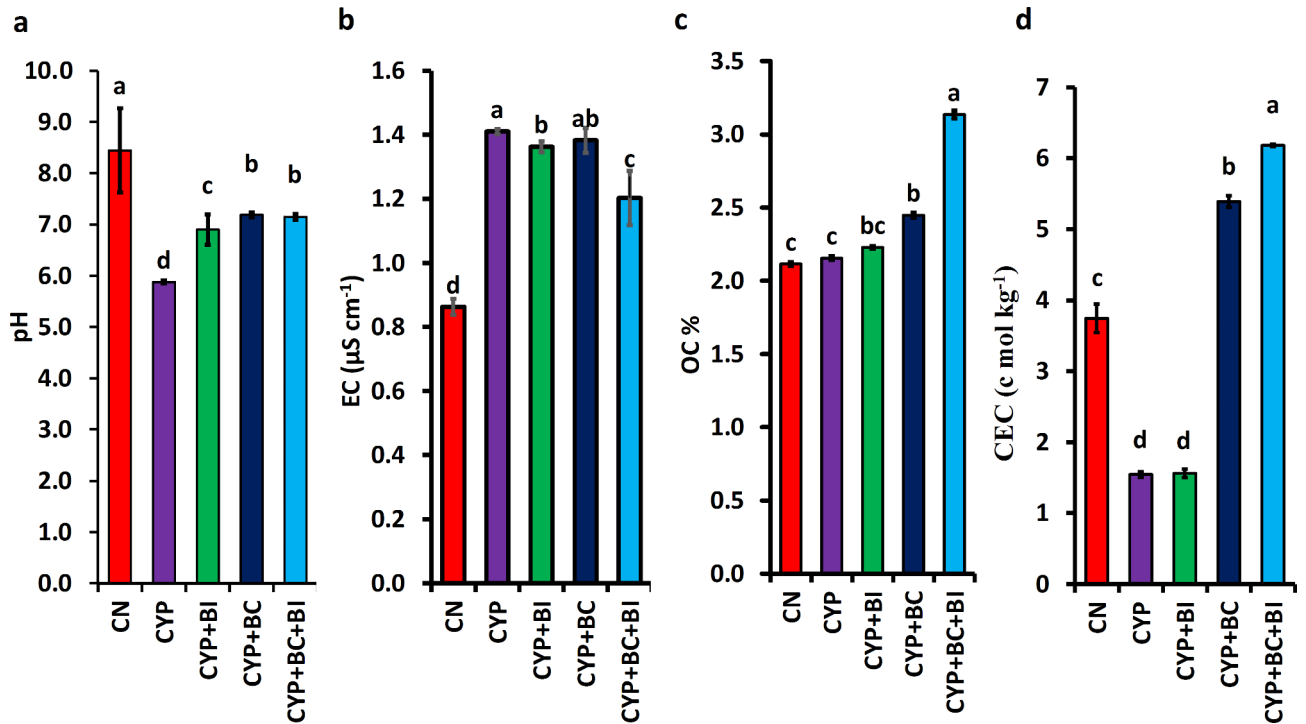 a
pH
10.0
9.0
8.0
7.0
6.0
5.0
4.0
3.0
2.0
1.0
0.0
a
d
c
b
b
CN
CYP
CYP+BI
CYP+BC
CYP+BC+BI
b
EC (µS cm⁻¹)
1.6
1.4
1.2
1.0
0.8
0.6
0.4
0.2
0.0
d
a
b
ab
c
CN
CYP
CYP+BI
CYP+BC
CYP+BC+BI
c
OC %
3.5
3.0
2.5
2.0
1.5
1.0
0.5
0.0
c
c
bc
b
a
CN
CYP
CYP+BI
CYP+BC
CYP+BC+BI
d
CEC (c mol kg⁻¹)
7
6
5
4
3
2
1
0
c
d
d
b
a
CN
CYP
CYP+BI
CYP+BC
CYP+BC+BI